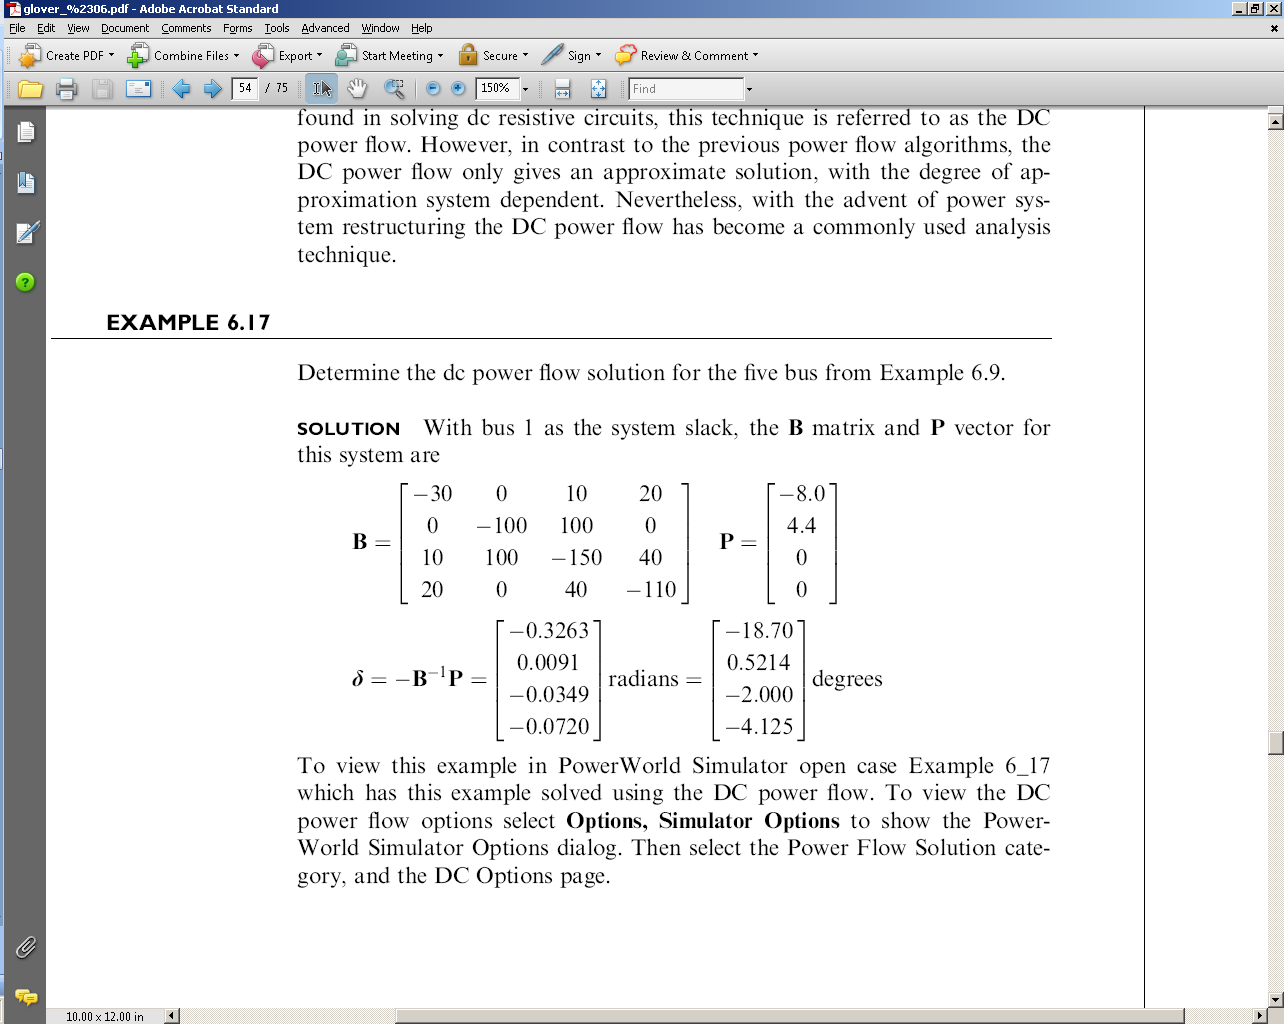 glover_%2306.pdf - Adobe Acrobat Standard
File Edit View Document Comments Forms Tools Advanced Window Help
Create PDF Combine Files Export Start Meeting Secure Sign Review & Comment
54 / 75 150% Find
found in solving dc resistive circuits, this technique is referred to as the DC
power flow. However, in contrast to the previous power flow algorithms, the
DC power flow only gives an approximate solution, with the degree of ap-
proximation system dependent. Nevertheless, with the advent of power sys-
tem restructuring the DC power flow has become a commonly used analysis
technique.
EXAMPLE 6.17
Determine the dc power flow solution for the five bus from Example 6.9.
SOLUTION With bus 1 as the system slack, the B matrix and P vector for
this system are
B = [ −30 0 10 20 ] P = [ −8.0 ]
[ 0 −100 100 0 ] [ 4.4 ]
[ 10 100 −150 40 ] [ 0 ]
[ 20 0 40 −110 ] [ 0 ]
δ = −B⁻¹P = [ −0.3263 ] radians = [ −18.70 ] degrees
[ 0.0091 ] [ 0.5214 ]
[ −0.0349 ] [ −2.000 ]
[ −0.0720 ] [ −4.125 ]
To view this example in PowerWorld Simulator open case Example 6_17
which has this example solved using the DC power flow. To view the DC
power flow options select Options, Simulator Options to show the Power-
World Simulator Options dialog. Then select the Power Flow Solution cate-
gory, and the DC Options page.
10.00 x 12.00 in